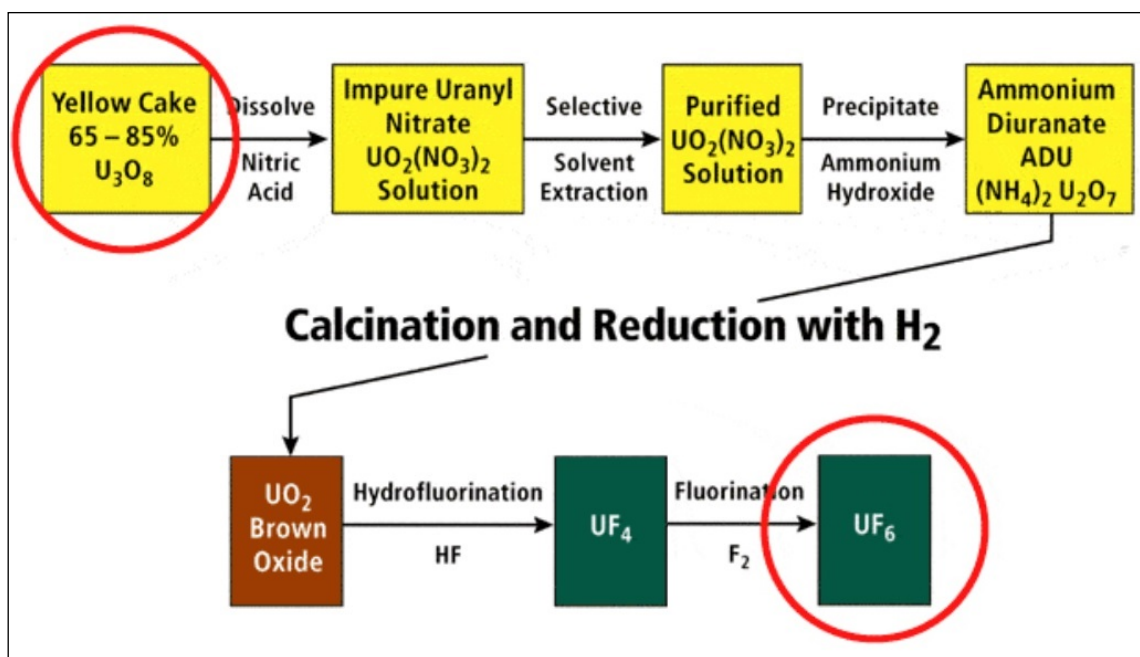 Yellow Cake
65 – 85%
U₃O₈
Dissolve
Nitric
Acid
Impure Uranyl
Nitrate
UO₂(NO₃)₂
Solution
Selective
Solvent
Extraction
Purified
UO₂(NO₃)₂
Solution
Precipitate
Ammonium
Hydroxide
Ammonium
Diuranate
ADU
(NH₄)₂ U₂O₇
Calcination and Reduction with H₂
UO₂
Brown
Oxide
Hydrofluorination
HF
UF₄
Fluorination
F₂
UF₆